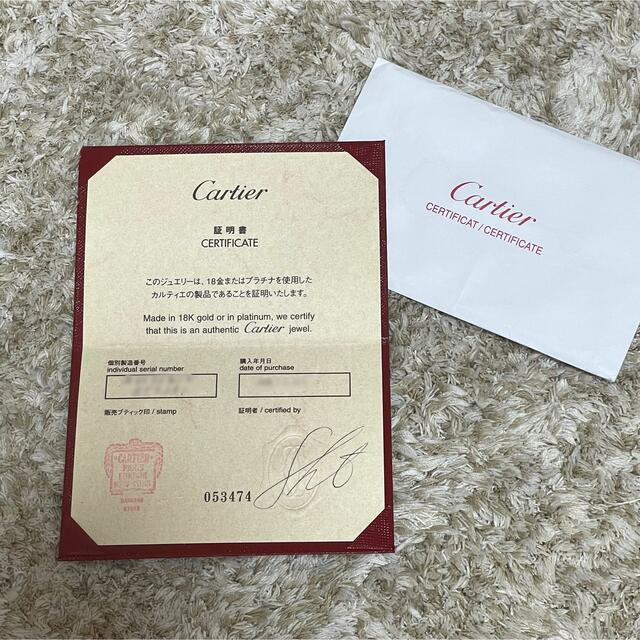 Cartier
証明書
CERTIFICATE
このジュエリーは、18金またはプラチナを使用した
カルティエの製品であることを証明いたします。
Made in 18K gold or in platinum, we certify
that this is an authentic Cartier jewel.
個別製造番号
individual serial number
購入年月日
date of purchase
販売ブティック印 / stamp
証明者 / certified by
CARTIER
PARIS
LONDON
NEW YORK
053474
Cartier
CERTIFICAT / CERTIFICATE